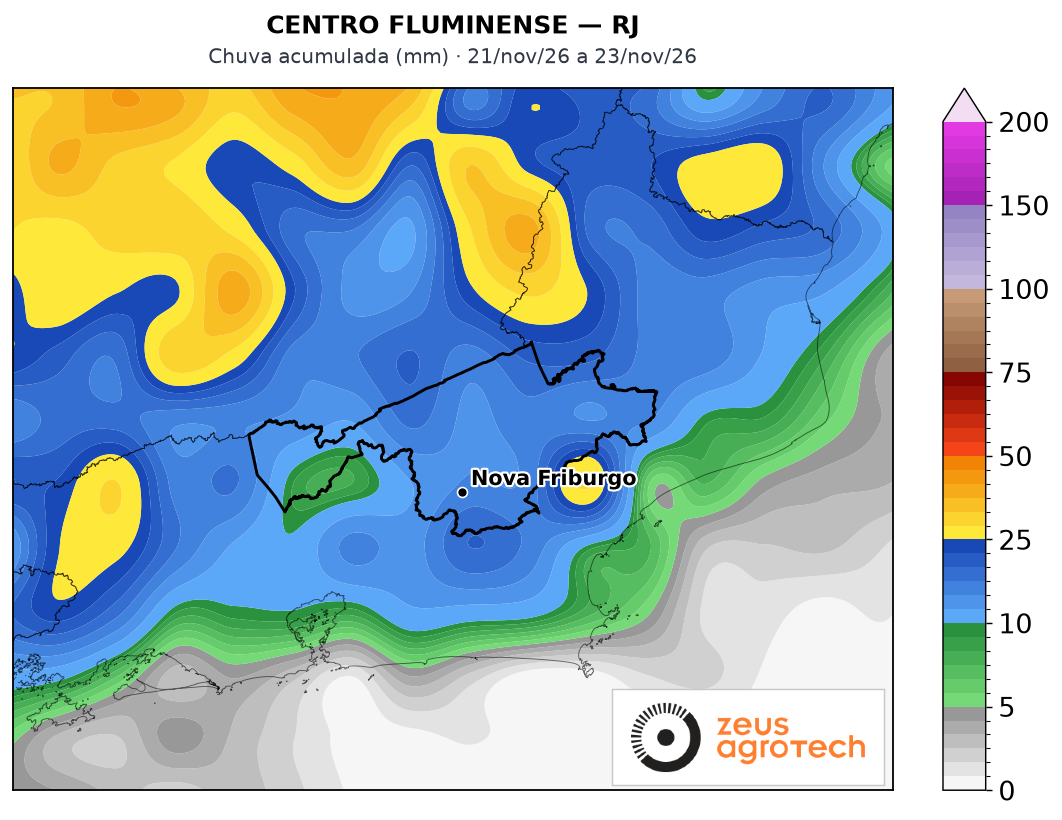 CENTRO FLUMINENSE — RJ
Chuva acumulada (mm) · 21/nov/26 a 23/nov/26
Nova Friburgo
200
150
100
75
50
25
10
5
0
zeus
agrotech